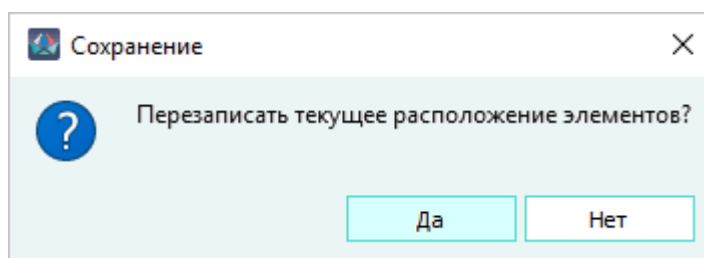 Сохранение
Перезаписать текущее расположение элементов?
Да
Нет